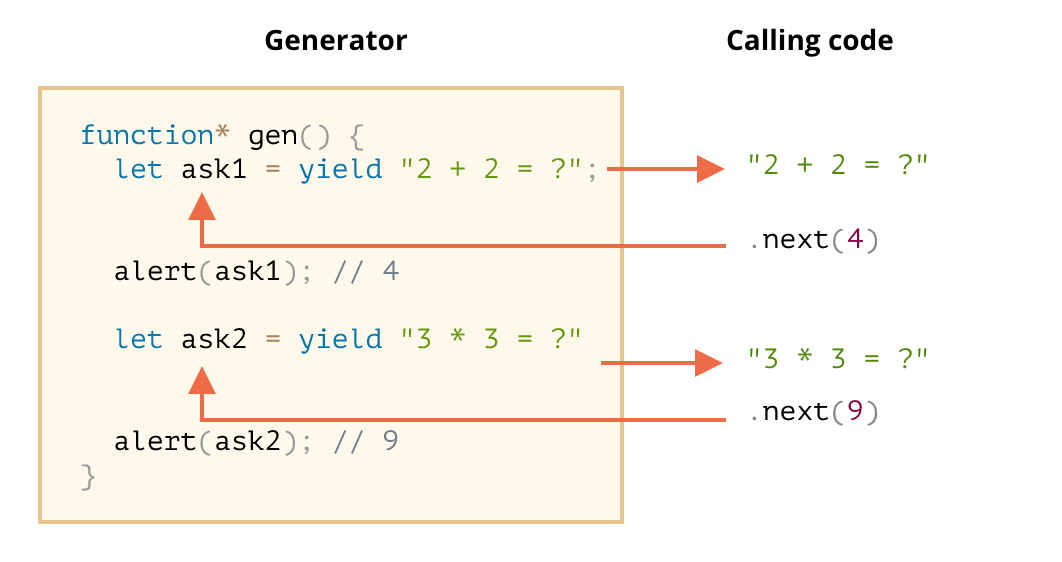 Generator
Calling code
function* gen() {
let ask1 = yield "2 + 2 = ?";
"2 + 2 = ?"
.next(4)
alert(ask1); // 4
let ask2 = yield "3 * 3 = ?"
"3 * 3 = ?"
.next(9)
alert(ask2); // 9
}